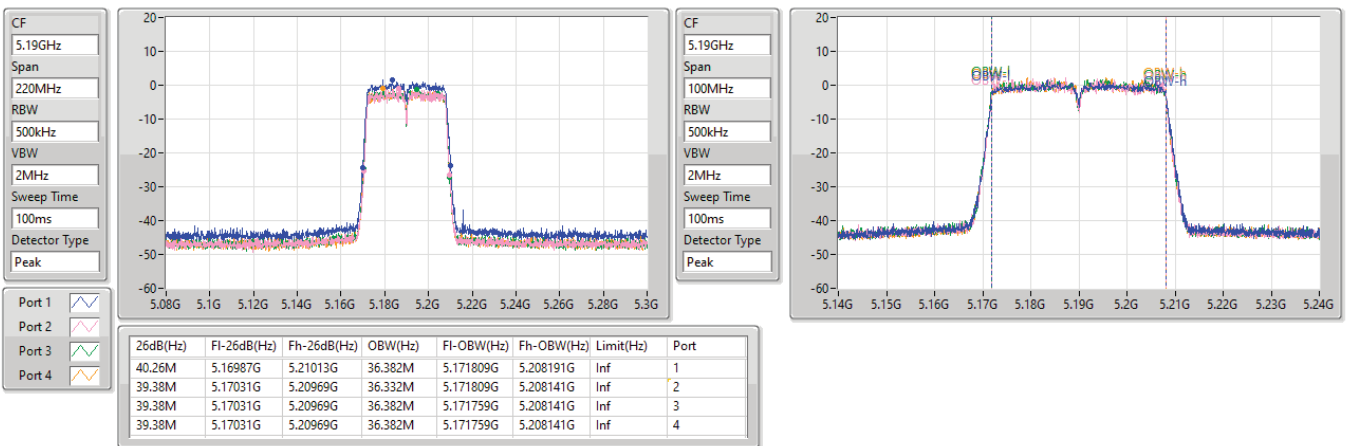 CF
5.19GHz
Span
220MHz
RBW
500kHz
VBW
2MHz
Sweep Time
100ms
Detector Type
Peak
20
10
0
-10
-20
-30
-40
-50
-60
5.08G 5.1G 5.12G 5.14G 5.16G 5.18G 5.2G 5.22G 5.24G 5.26G 5.28G 5.3G
CF
5.19GHz
Span
100MHz
RBW
500kHz
VBW
2MHz
Sweep Time
100ms
Detector Type
Peak
20
10
0
-10
-20
-30
-40
-50
-60
OBW-l OBW-h
5.14G 5.15G 5.16G 5.17G 5.18G 5.19G 5.2G 5.21G 5.22G 5.23G 5.24G
Port 1
Port 2
Port 3
Port 4
26dB(Hz) Fl-26dB(Hz) Fh-26dB(Hz) OBW(Hz) Fl-OBW(Hz) Fh-OBW(Hz) Limit(Hz) Port
40.26M 5.16987G 5.21013G 36.382M 5.171809G 5.208191G Inf 1
39.38M 5.17031G 5.20969G 36.332M 5.171809G 5.208141G Inf 2
39.38M 5.17031G 5.20969G 36.382M 5.171759G 5.208141G Inf 3
39.38M 5.17031G 5.20969G 36.382M 5.171759G 5.208141G Inf 4